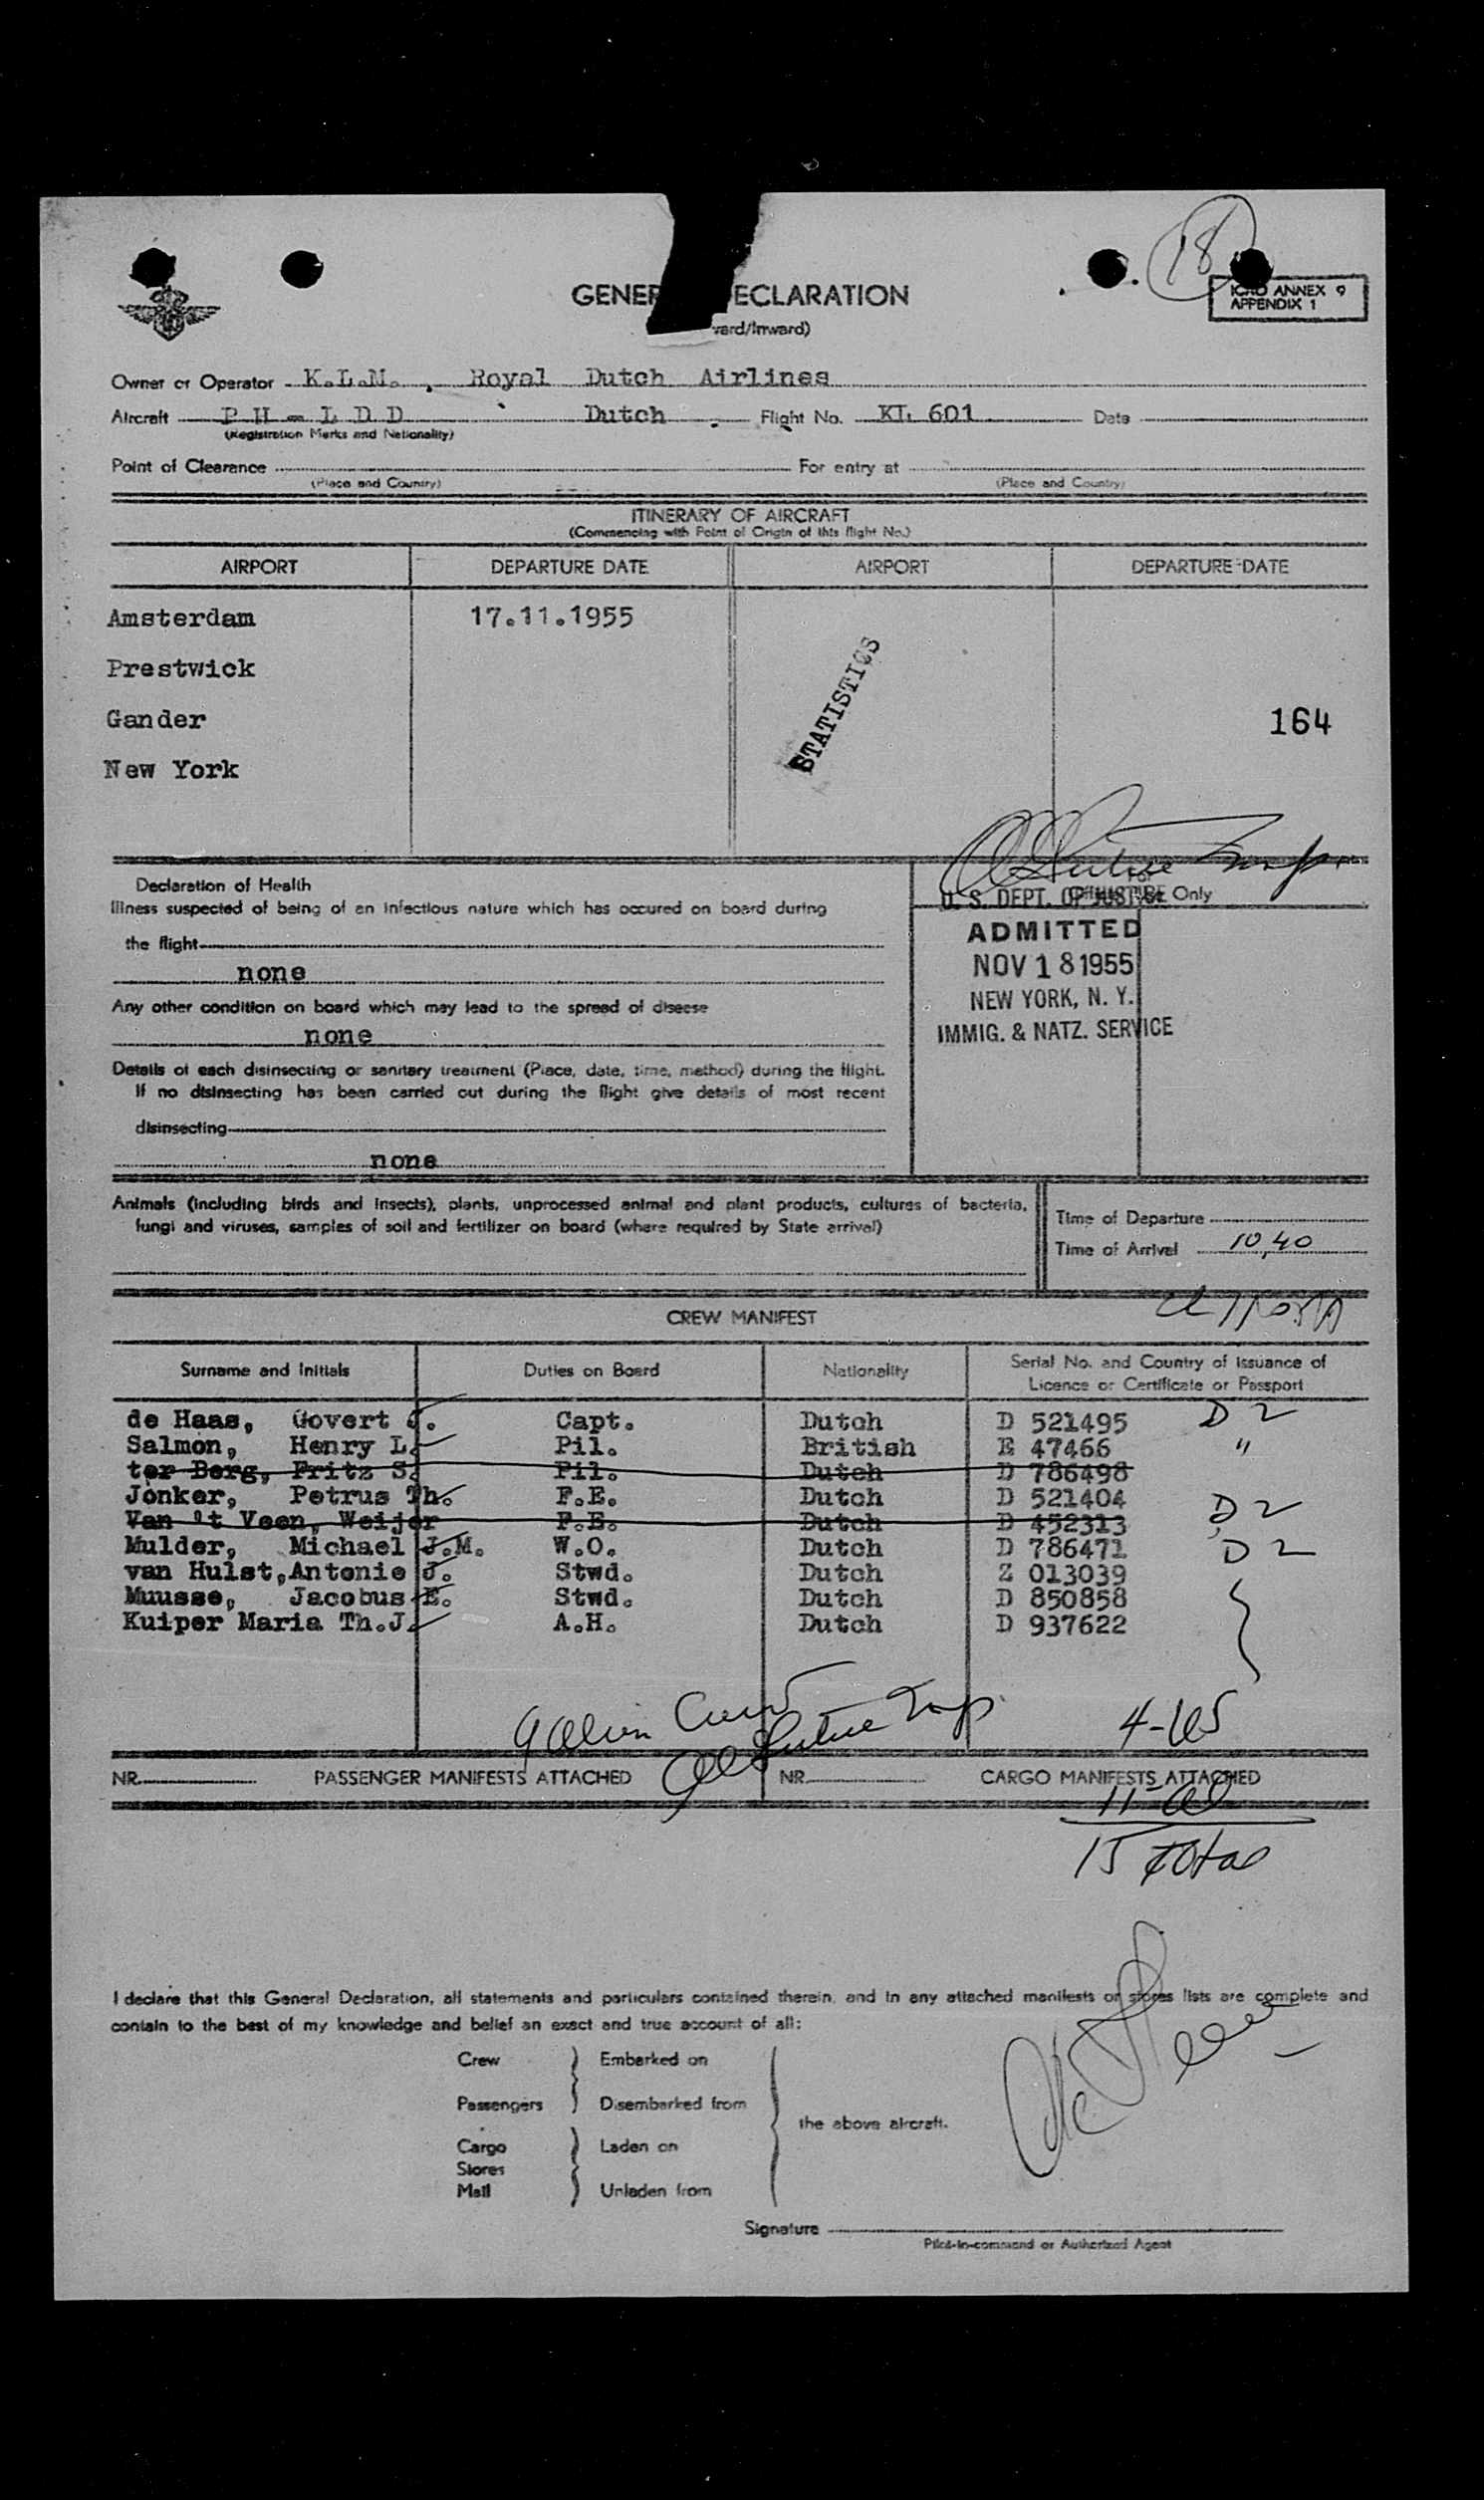 18
GENER ECLARATION
ward/Inward)
ICAO ANNEX 9
APPENDIX 1
Owner or Operator K.L.M. , Royal Dutch Airlines
Aircraft P H - L D D Dutch Flight No. KL 601 Date
(Registration Marks and Nationality)
Point of Clearance For entry at
(Place and Country) (Place and Country)
ITINERARY OF AIRCRAFT
(Commencing with Point of Origin of this flight No.)
AIRPORT DEPARTURE DATE AIRPORT DEPARTURE DATE
Amsterdam 17.11.1955
Prestwick
Gander
New York
STATISTICS
164
Declaration of Health
Illness suspected of being of an infectious nature which has occured on board during
the flight
none
Any other condition on board which may lead to the spread of disease
none
Details of each disinsecting or sanitary treatment (Place, date, time, method) during the flight.
If no disinsecting has been carried out during the flight give details of most recent
disinsecting
none
For
Only
U. S. DEPT. OF JUSTICE
ADMITTED
NOV 18 1955
NEW YORK, N. Y.
IMMIG. & NATZ. SERVICE
Animals (including birds and insects), plants, unprocessed animal and plant products, cultures of bacteria,
fungi and viruses, samples of soil and fertilizer on board (where required by State arrival)
Time of Departure
Time of Arrival 10,40
CREW MANIFEST
Surname and Initials Duties on Board Nationality Serial No. and Country of Issuance of
Licence or Certificate or Passport
de Haas, Govert J. Capt. Dutch D 521495 D 2
Salmon, Henry L. Pil. British E 47466 "
ter Berg, Fritz S. Pil. Dutch D 786498
Jonker, Petrus Th. F.E. Dutch D 521404 D 2
Van 't Veen, Weijer F.E. Dutch D 452313
Mulder, Michael J.M. W.O. Dutch D 786471 D 2
van Hulst, Antonie J. Stwd. Dutch Z 013039
Muusse, Jacobus E. Stwd. Dutch D 850858
Kuiper Maria Th.J. A.H. Dutch D 937622
4-US
NR. PASSENGER MANIFESTS ATTACHED NR. CARGO MANIFESTS ATTACHED
15 total
I declare that this General Declaration, all statements and particulars contained therein, and in any attached manifests or stores lists are complete and
contain to the best of my knowledge and belief an exact and true account of all:
Crew Embarked on
Passengers Disembarked from
the above aircraft.
Cargo Laden on
Stores
Mail Unladen from
Signature
Pilot-in-command or Authorized Agent